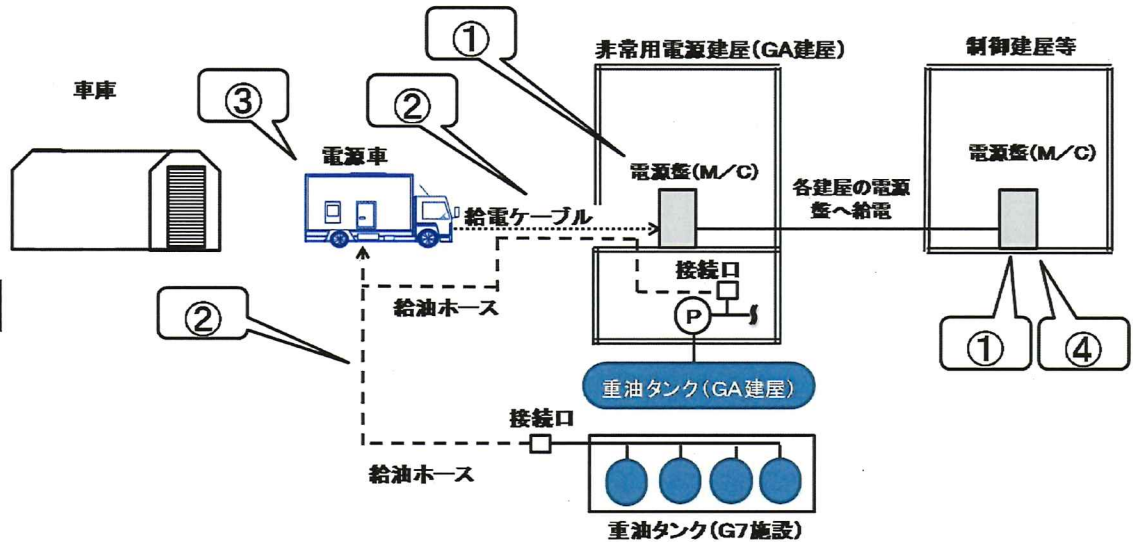 ①
非常用電源建屋(GA建屋)
制御建屋等
車庫
③
②
電源車
電源盤(M/C)
電源盤(M/C)
給電ケーブル
各建屋の電源
盤へ給電
接続口
②
給油ホース
P
①
④
重油タンク(GA建屋)
接続口
給油ホース
重油タンク(G7施設)